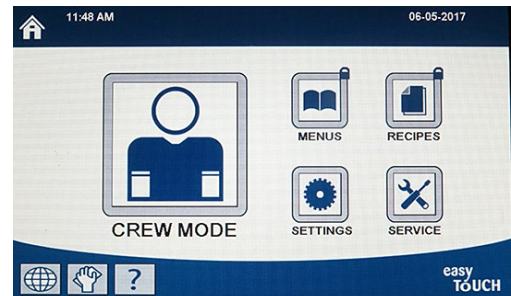 11:48 AM
06-05-2017
MENUS
RECIPES
CREW MODE
SETTINGS
SERVICE
?
easy
TOUCH